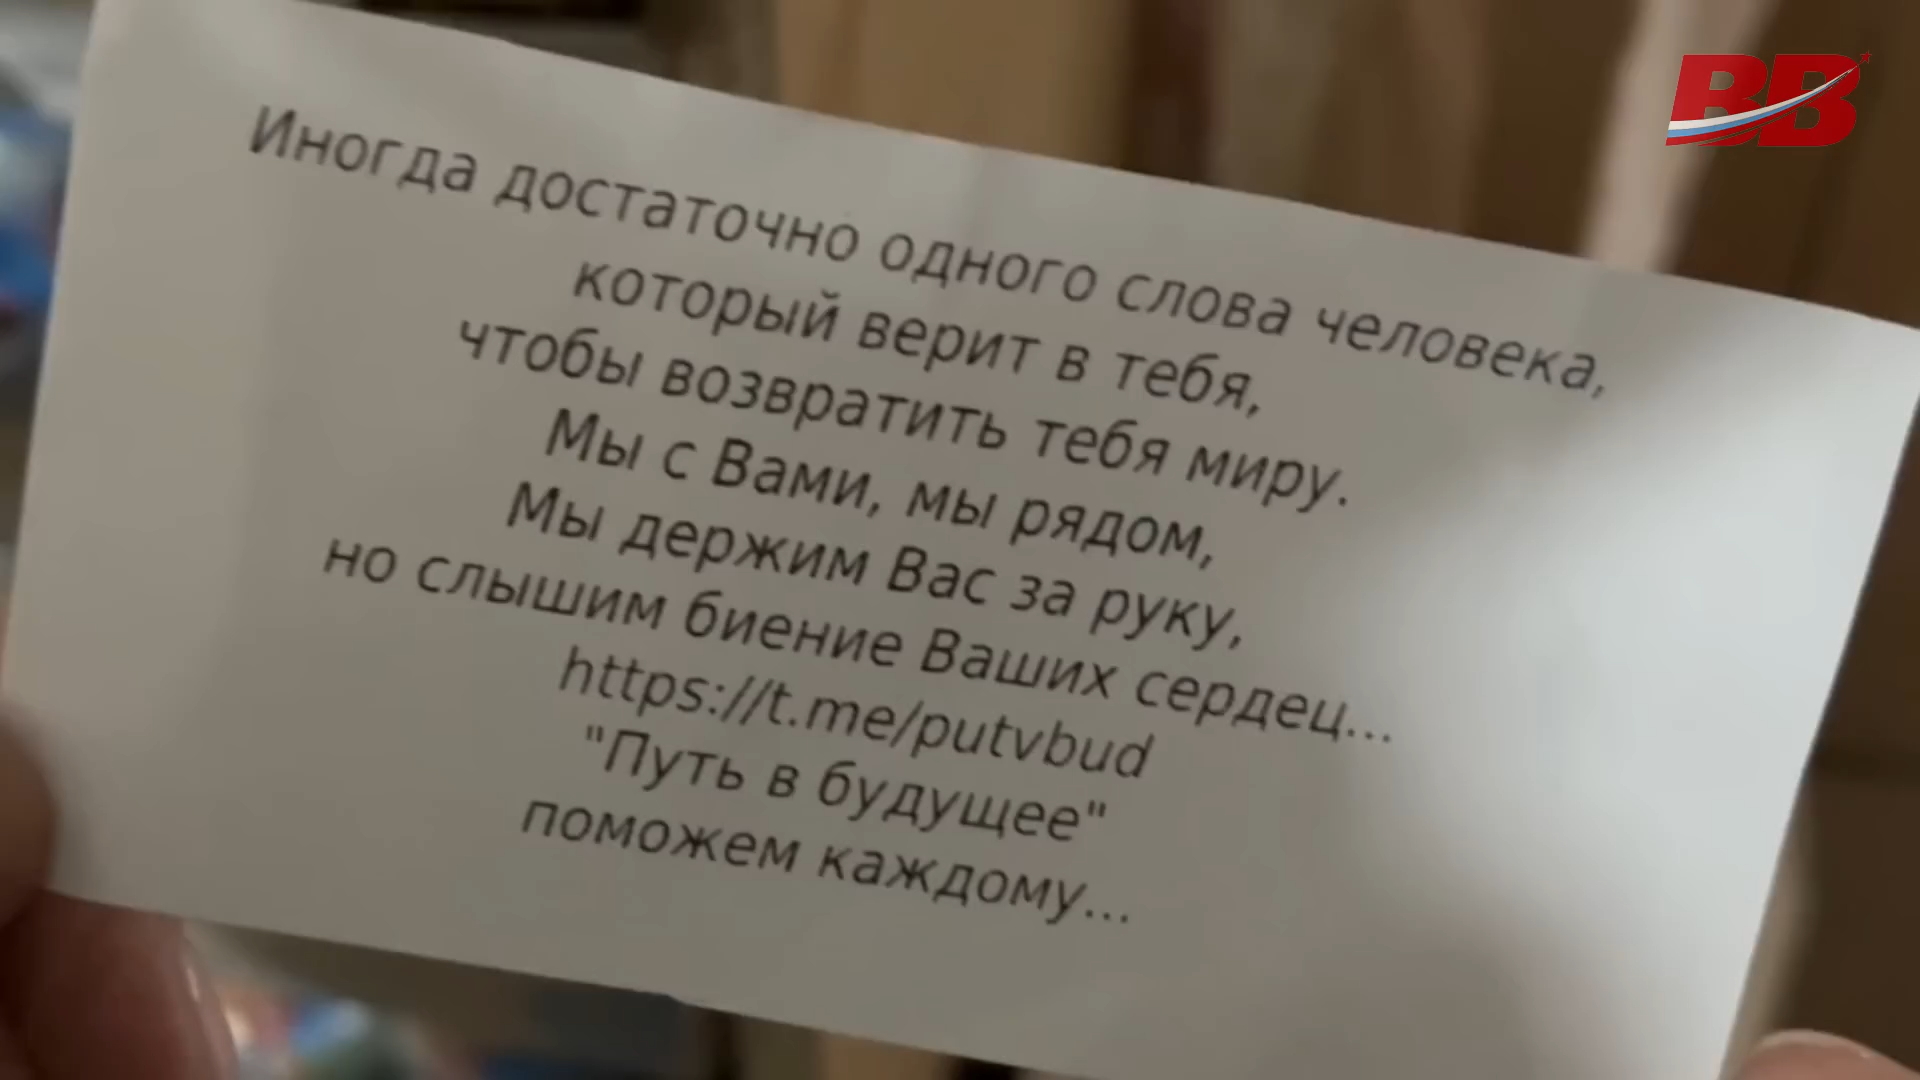 BB
Иногда достаточно одного слова человека,
который верит в тебя,
чтобы возвратить тебя миру.
Мы с Вами, мы рядом,
Мы держим Вас за руку,
но слышим биение Ваших сердец...
https://t.me/putvbud
"Путь в будущее"
поможем каждому...